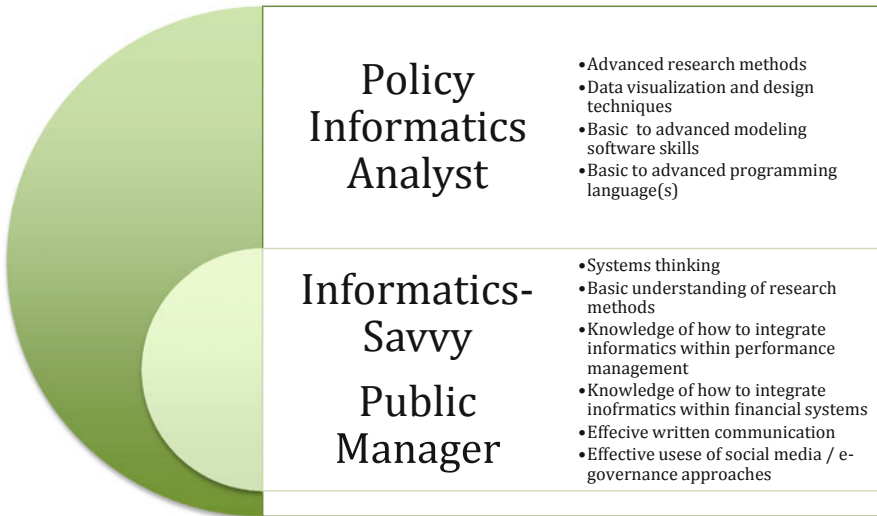 Policy
Informatics
Analyst
•Advanced research methods
•Data visualization and design
techniques
•Basic to advanced modeling
software skills
•Basic to advanced programming
language(s)
Informatics-
Savvy
Public
Manager
•Systems thinking
•Basic understanding of research
methods
•Knowledge of how to integrate
informatics within performance
management
•Knowledge of how to integrate
inofrmatics within financial systems
•Effecive written communication
•Effective usese of social media / e-
governance approaches